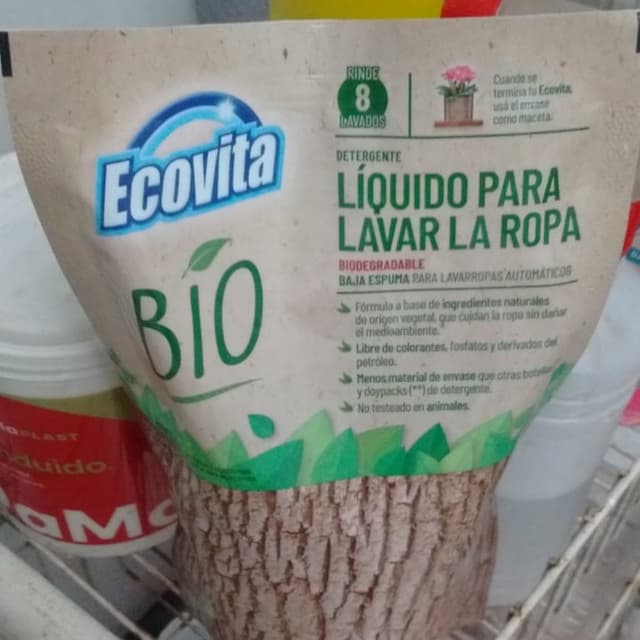 RINDE
8
LAVADOS
Cuando se
termina tu Ecovita,
usá el envase
como maceta.
Ecovita
BIO
DETERGENTE
LÍQUIDO PARA
LAVAR LA ROPA
BIODEGRADABLE
BAJA ESPUMA PARA LAVARROPAS AUTOMÁTICOS
Fórmula a base de ingredientes naturales
de origen vegetal, que cuidan la ropa sin dañar
el medioambiente.
Libre de colorantes, fosfatos y derivados del
petróleo.
Menos material de envase que otras botellas
y doypacks (**) de detergente.
No testeado en animales.
PLAST
duido
aMo